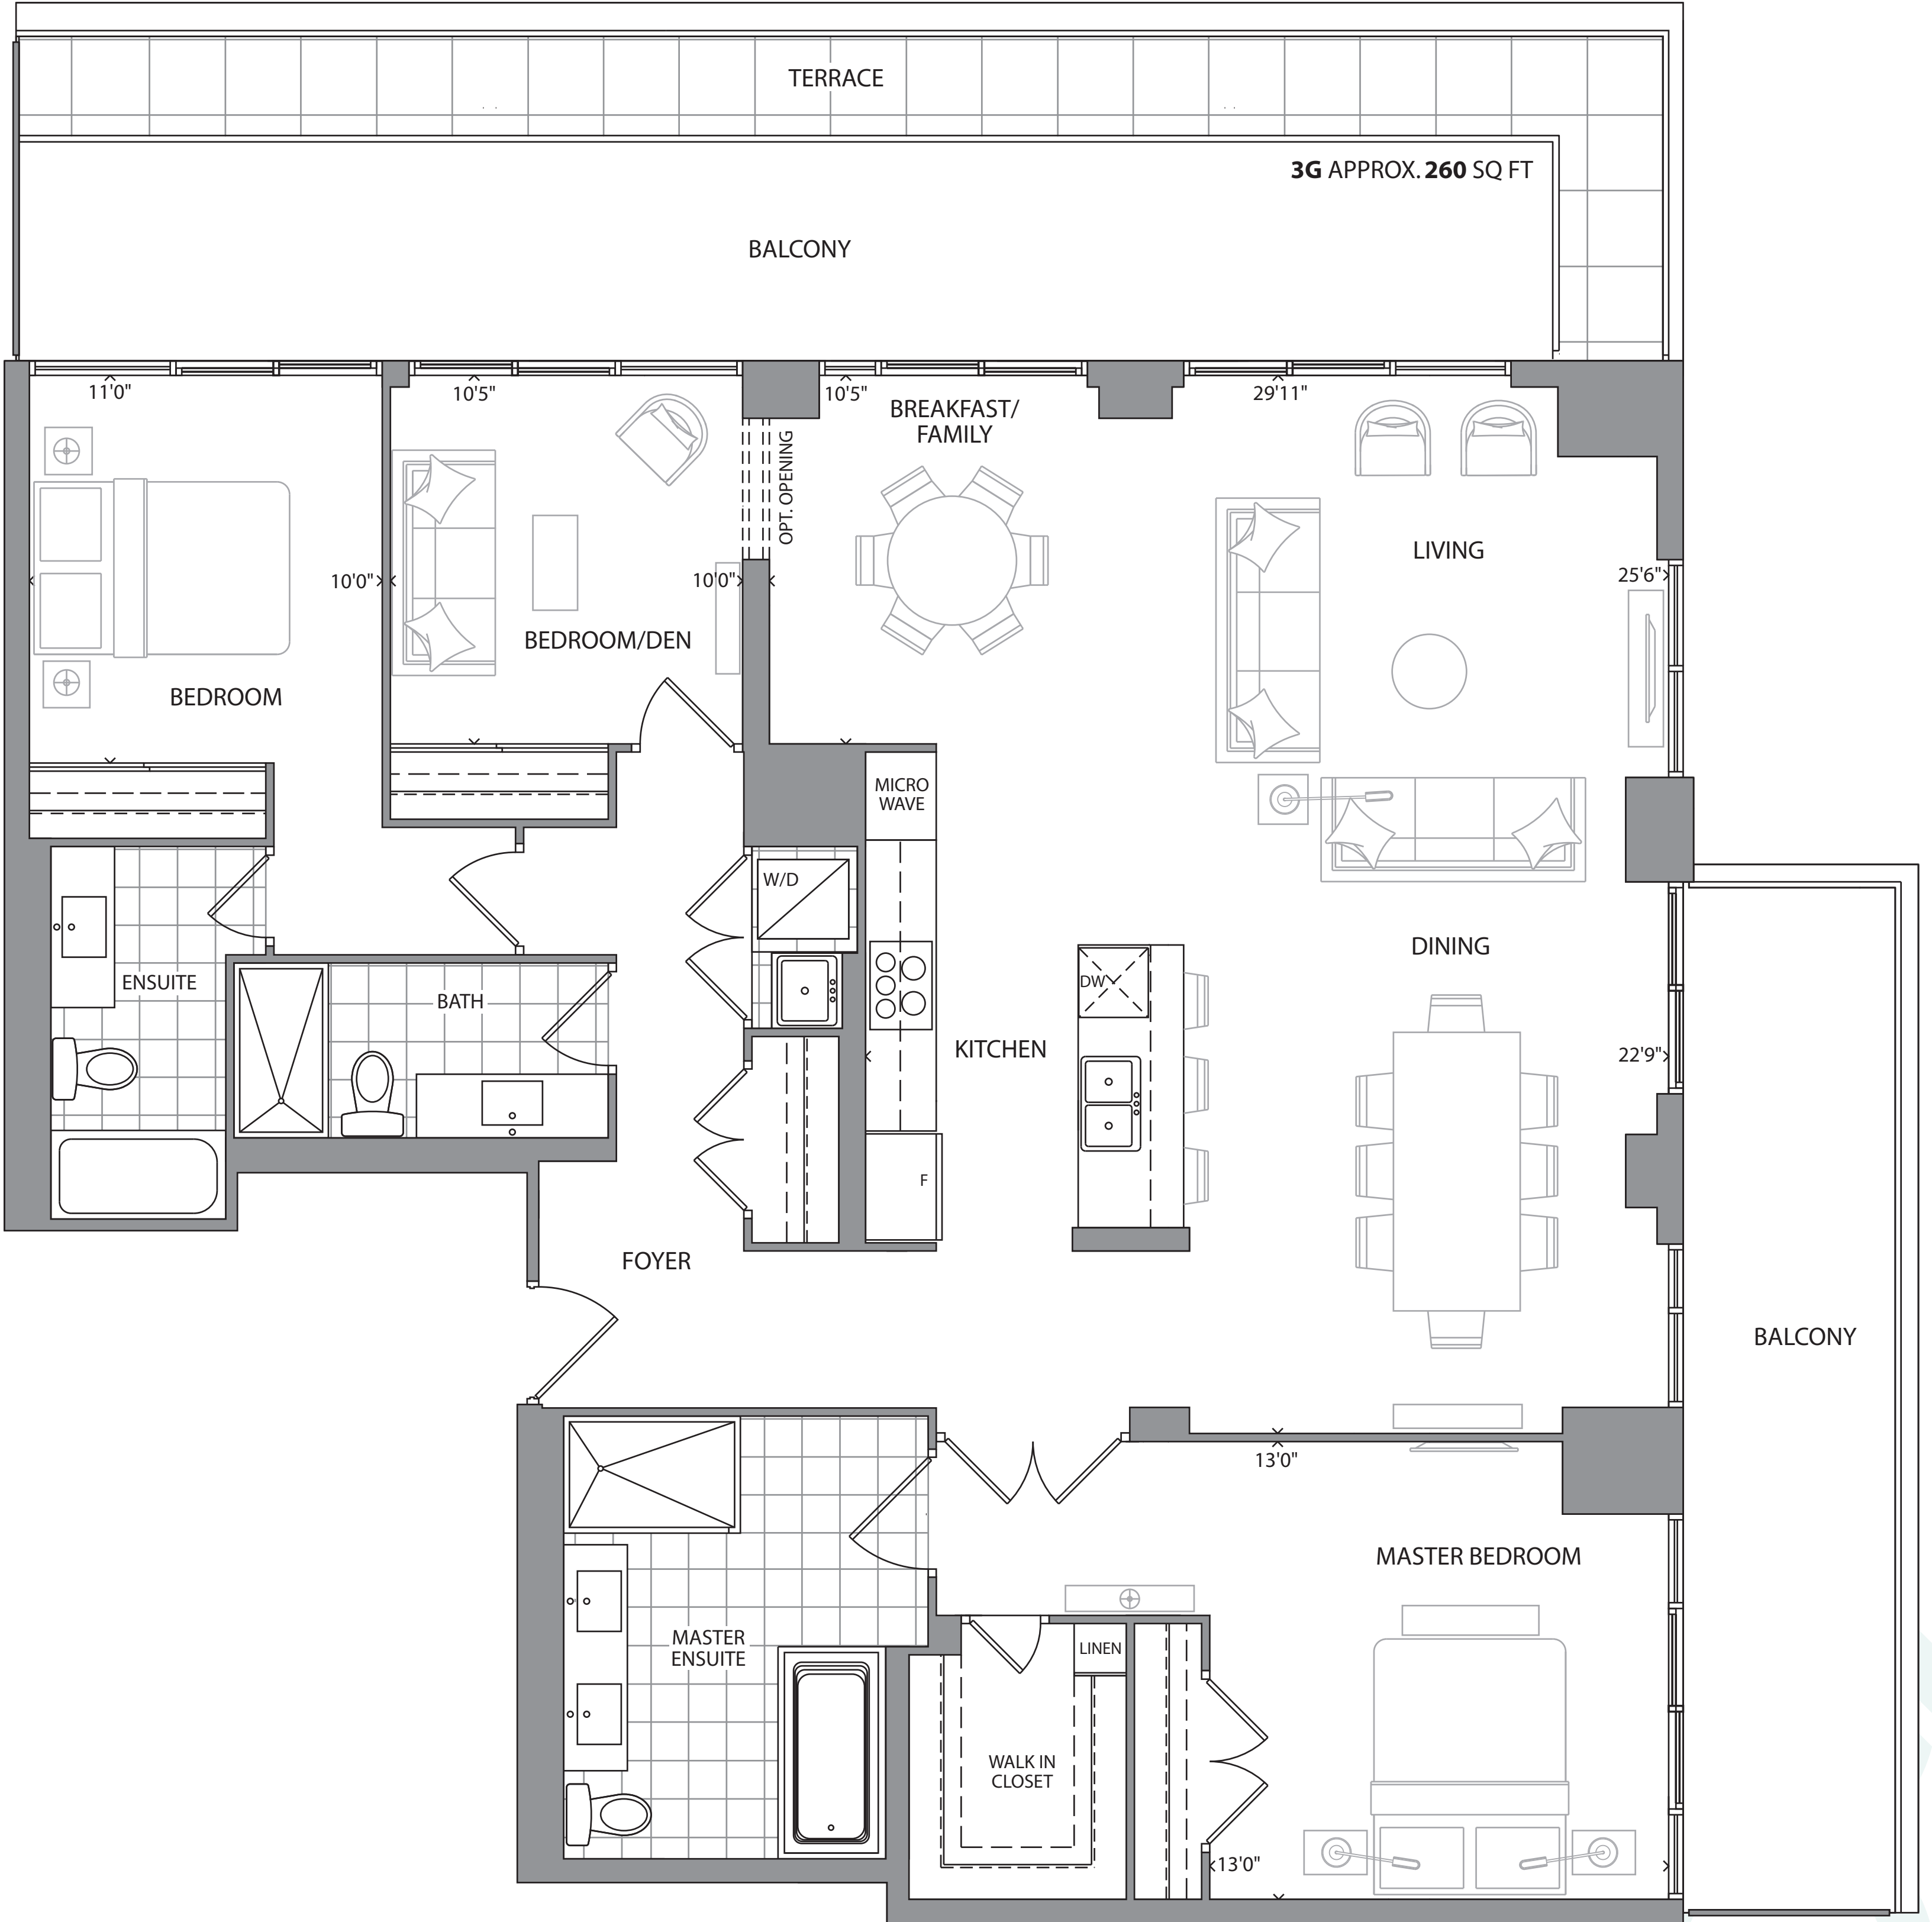 TERRACE
3G APPROX. 260 SQ FT
BALCONY
11'0"
10'5"
10'5"
29'11"
BREAKFAST/
FAMILY
OPT. OPENING
LIVING
25'6"
10'0"
10'0"
BEDROOM/DEN
BEDROOM
MICRO
WAVE
W/D
DINING
ENSUITE
BATH
DW
KITCHEN
22'9"
F
FOYER
BALCONY
13'0"
MASTER BEDROOM
MASTER
ENSUITE
LINEN
WALK IN
CLOSET
13'0"